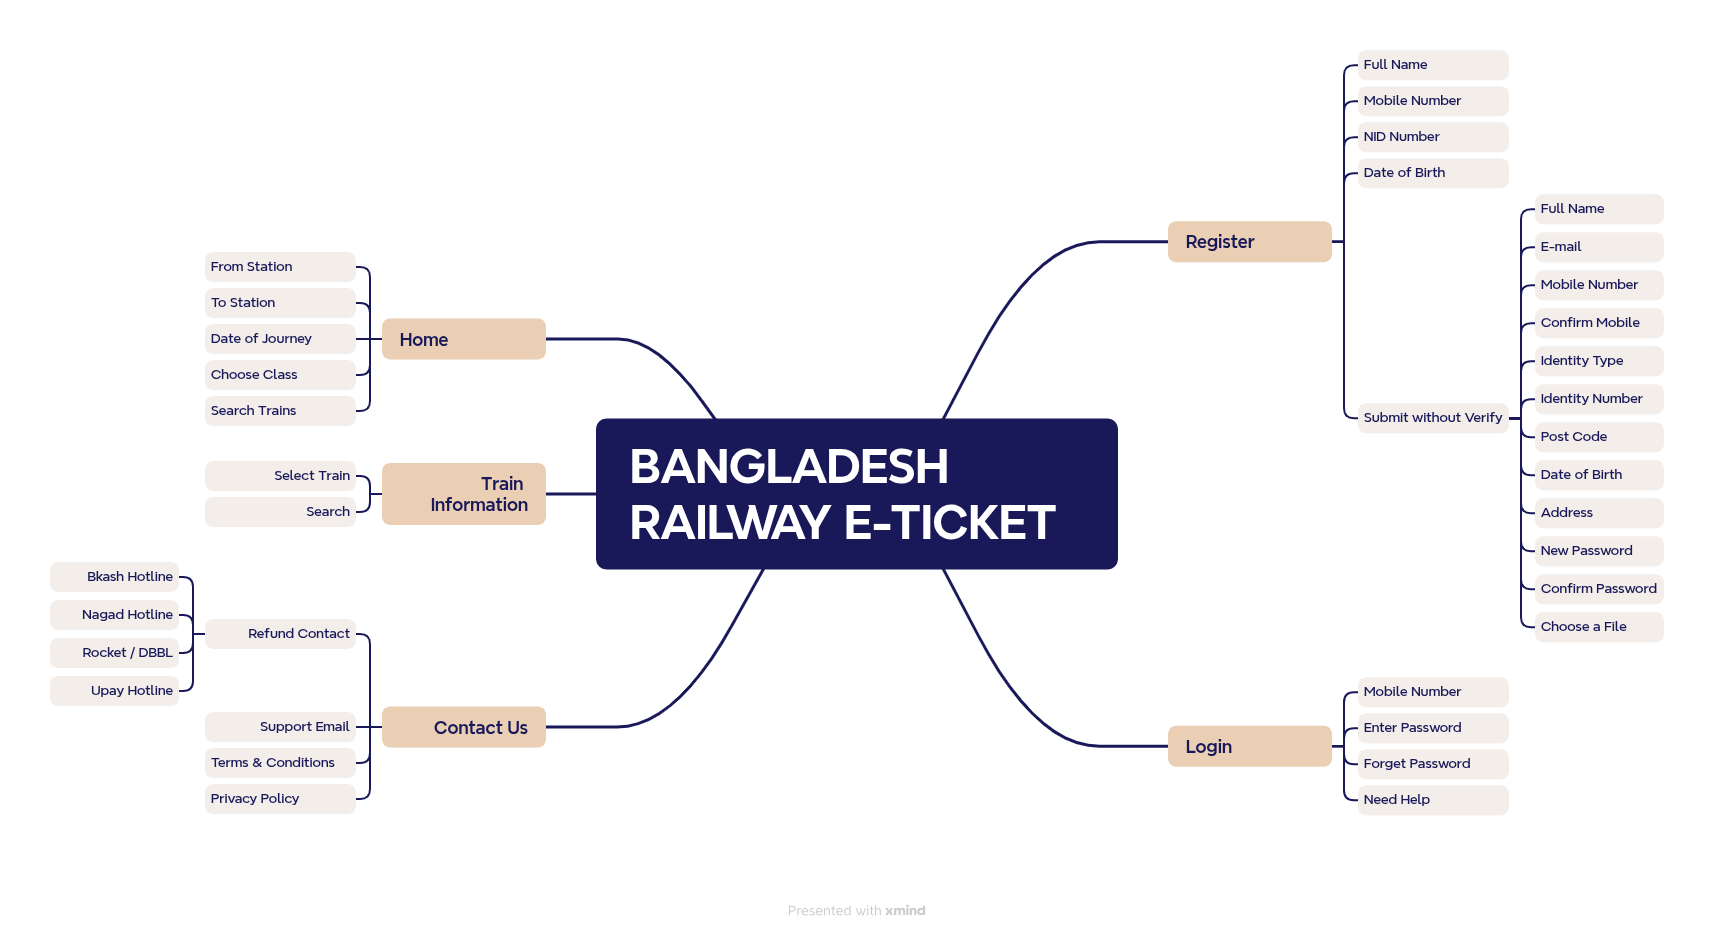 BANGLADESH
RAILWAY E-TICKET
Register
Full Name
Mobile Number
NID Number
Date of Birth
Submit without Verify
Full Name
E-mail
Mobile Number
Confirm Mobile
Identity Type
Identity Number
Post Code
Date of Birth
Address
New Password
Confirm Password
Choose a File
Login
Mobile Number
Enter Password
Forget Password
Need Help
Home
From Station
To Station
Date of Journey
Choose Class
Search Trains
Train
Information
Select Train
Search
Contact Us
Refund Contact
Bkash Hotline
Nagad Hotline
Rocket / DBBL
Upay Hotline
Support Email
Terms & Conditions
Privacy Policy
Presented with xmind